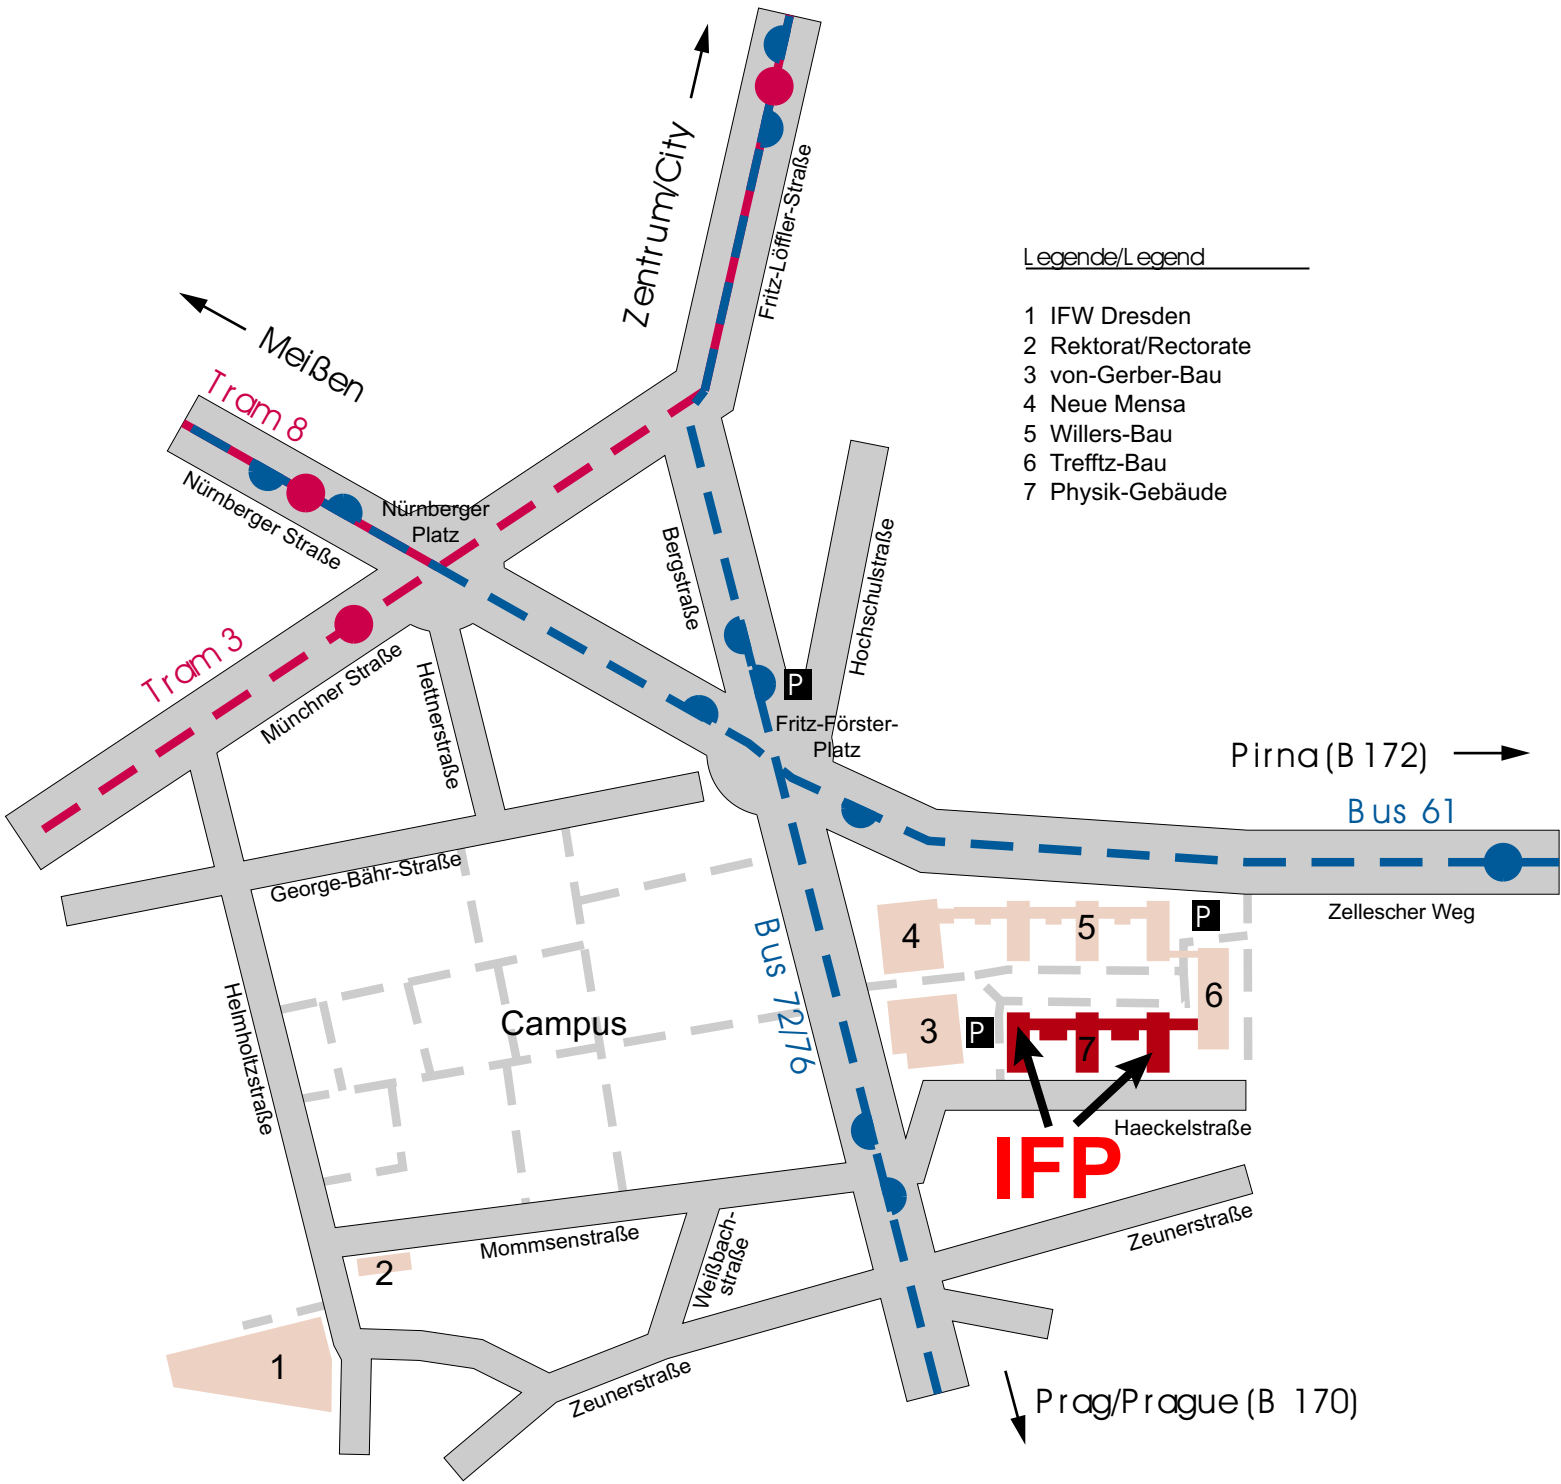 Zentrum/City
Fritz-Löffler-Straße
Legende/Legend
1 IFW Dresden
2 Rektorat/Rectorate
3 von-Gerber-Bau
4 Neue Mensa
5 Willers-Bau
6 Trefftz-Bau
7 Physik-Gebäude
Meißen
Tram 8
Nürnberger Straße
Nürnberger
Platz
Bergstraße
Hochschulstraße
Tram 3
Münchner Straße
Hettnerstraße
P
Fritz-Förster-
Platz
Pirna (B 172)
Bus 61
Zellescher Weg
George-Bähr-Straße
Bus 72/76
4
5
P
6
3
P
7
Campus
Helmholtzstraße
Haeckelstraße
IFP
Mommsenstraße
Weißbach-
straße
Zeunerstraße
2
1
Zeunerstraße
Prag/Prague (B 170)